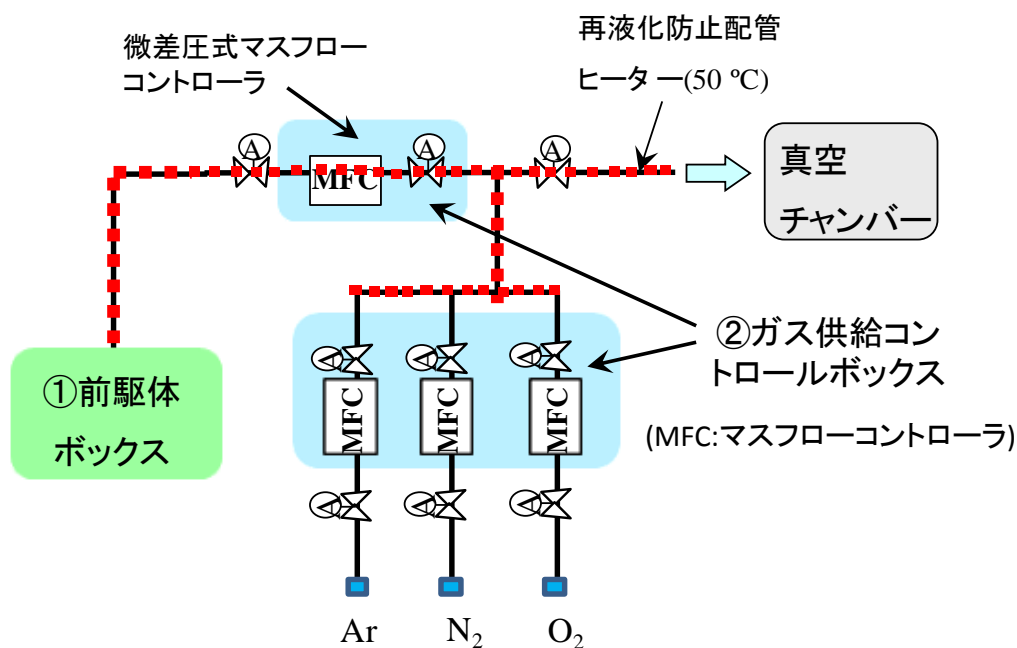 微差圧式マスフロー
コントローラ
再液化防止配管
ヒーター(50 ºC)
A
MFC
A
A
真空
チャンバー
①前駆体
ボックス
②ガス供給コン
トロールボックス
(MFC:マスフローコントローラ)
A
A
A
MFC
MFC
MFC
A
A
A
Ar
N₂
O₂